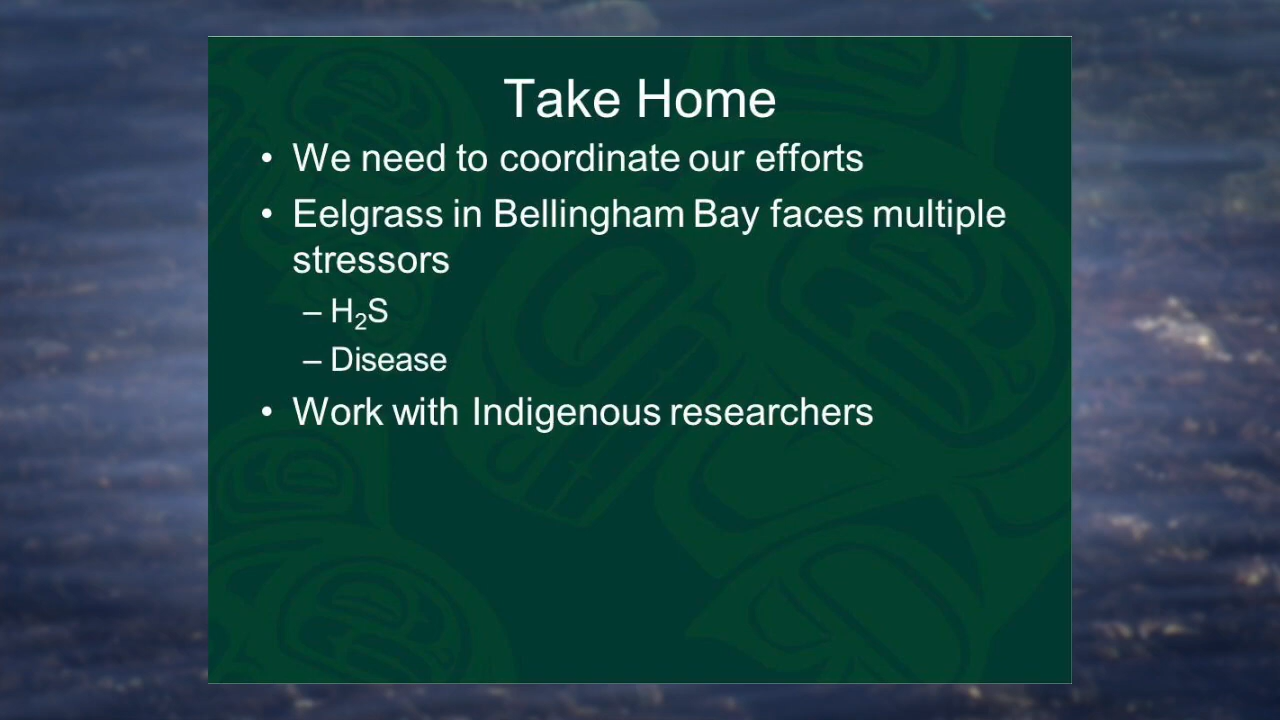 Take Home
• We need to coordinate our efforts
• Eelgrass in Bellingham Bay faces multiple
stressors
– H₂S
– Disease
• Work with Indigenous researchers